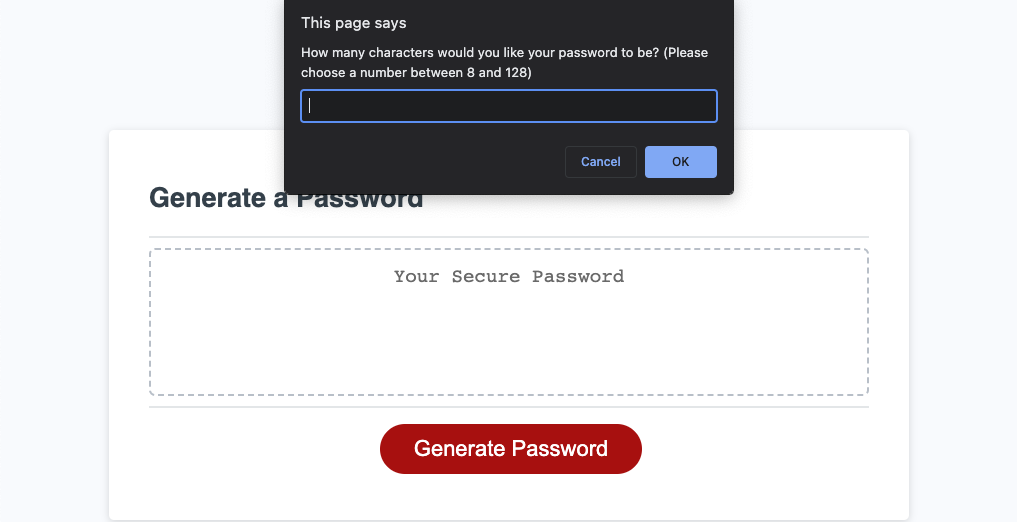 This page says
How many characters would you like your password to be? (Please
choose a number between 8 and 128)
Cancel
OK
Generate a Password
Your Secure Password
Generate Password